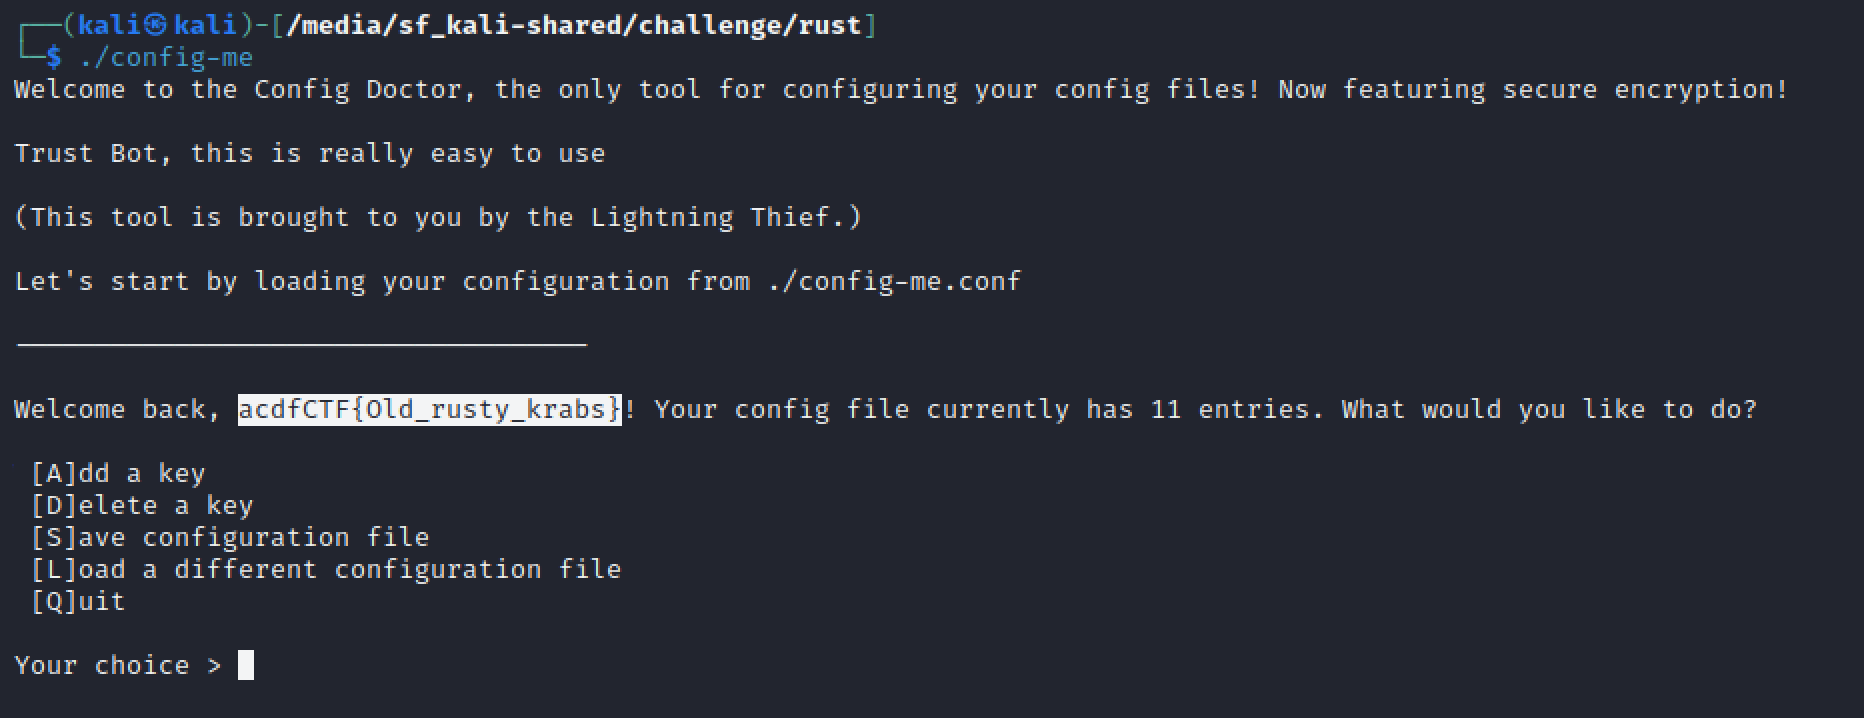 ┌──(kali㉿kali)-[/media/sf_kali-shared/challenge/rust]
└─$ ./config-me
Welcome to the Config Doctor, the only tool for configuring your config files! Now featuring secure encryption!
Trust Bot, this is really easy to use
(This tool is brought to you by the Lightning Thief.)
Let's start by loading your configuration from ./config-me.conf
Welcome back, acdfCTF{Old_rusty_krabs}! Your config file currently has 11 entries. What would you like to do?
[A]dd a key
[D]elete a key
[S]ave configuration file
[L]oad a different configuration file
[Q]uit
Your choice >